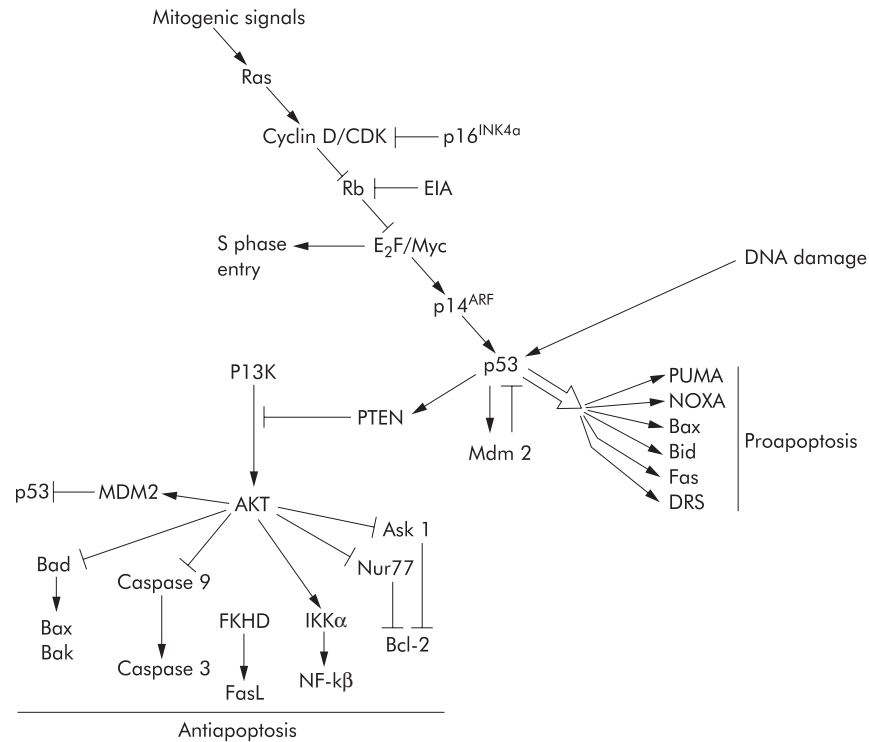 Mitogenic signals
Ras
Cyclin D/CDK
p16INK4a
Rb
EIA
S phase
entry
E2F/Myc
DNA damage
p14ARF
p53
P13K
PUMA
NOXA
PTEN
Bax
Proapoptosis
Mdm 2
Bid
Fas
DRS
p53
MDM2
AKT
Ask 1
Bad
Nur77
Caspase 9
Bax
Bak
FKHD
IKKα
Bcl-2
Caspase 3
FasL
NF-kβ
Antiapoptosis